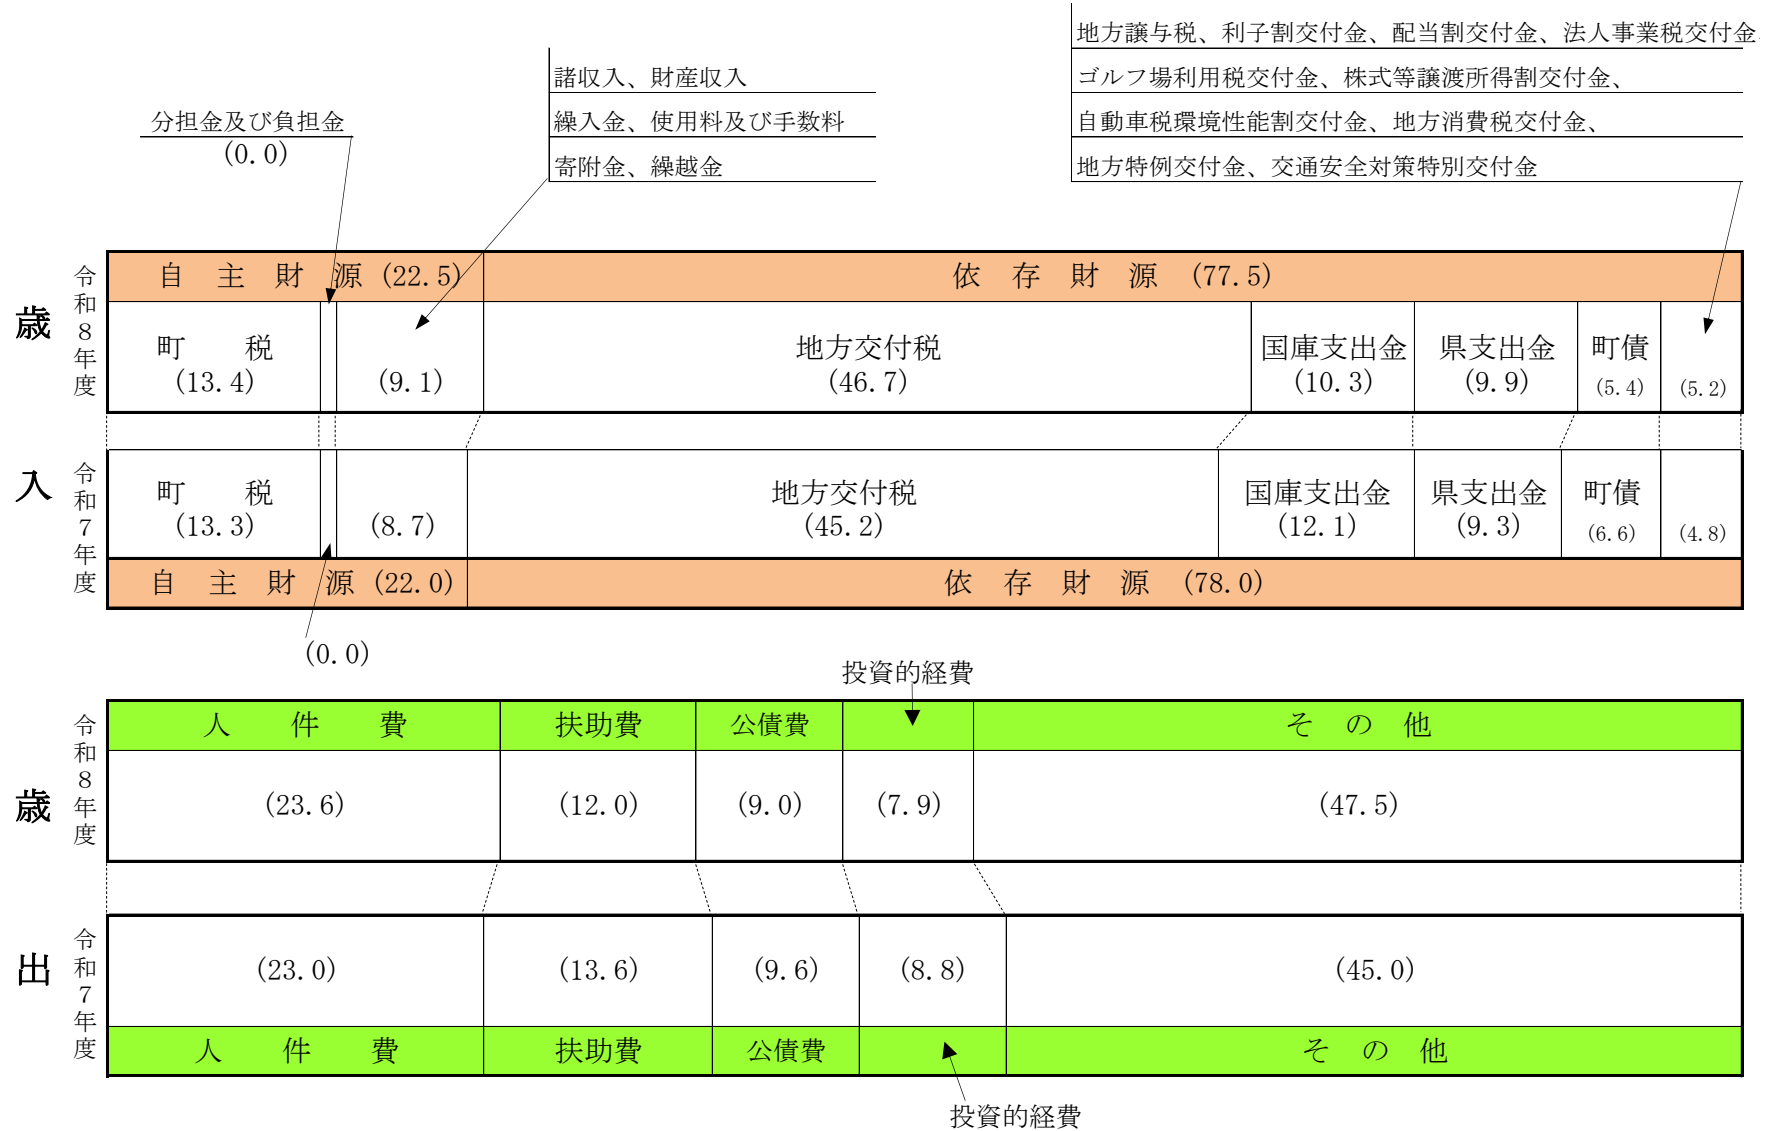 地方譲与税、利子割交付金、配当割交付金、法人事業税交付金
ゴルフ場利用税交付金、株式等譲渡所得割交付金、
自動車税環境性能割交付金、地方消費税交付金、
地方特例交付金、交通安全対策特別交付金
諸収入、財産収入
繰入金、使用料及び手数料
寄附金、繰越金
分担金及び負担金
(0.0)
歳入
令和8年度
自主財源(22.5) 依存財源 (77.5)
町税 地方交付税 国庫支出金 県支出金 町債
(13.4) (9.1) (46.7) (10.3) (9.9) (5.4) (5.2)
令和7年度
町税 地方交付税 国庫支出金 県支出金 町債
(13.3) (8.7) (45.2) (12.1) (9.3) (6.6) (4.8)
自主財源(22.0) 依存財源 (78.0)
(0.0)
投資的経費
歳出
令和8年度
人件費 扶助費 公債費 その他
(23.6) (12.0) (9.0) (7.9) (47.5)
令和7年度
(23.0) (13.6) (9.6) (8.8) (45.0)
人件費 扶助費 公債費 その他
投資的経費